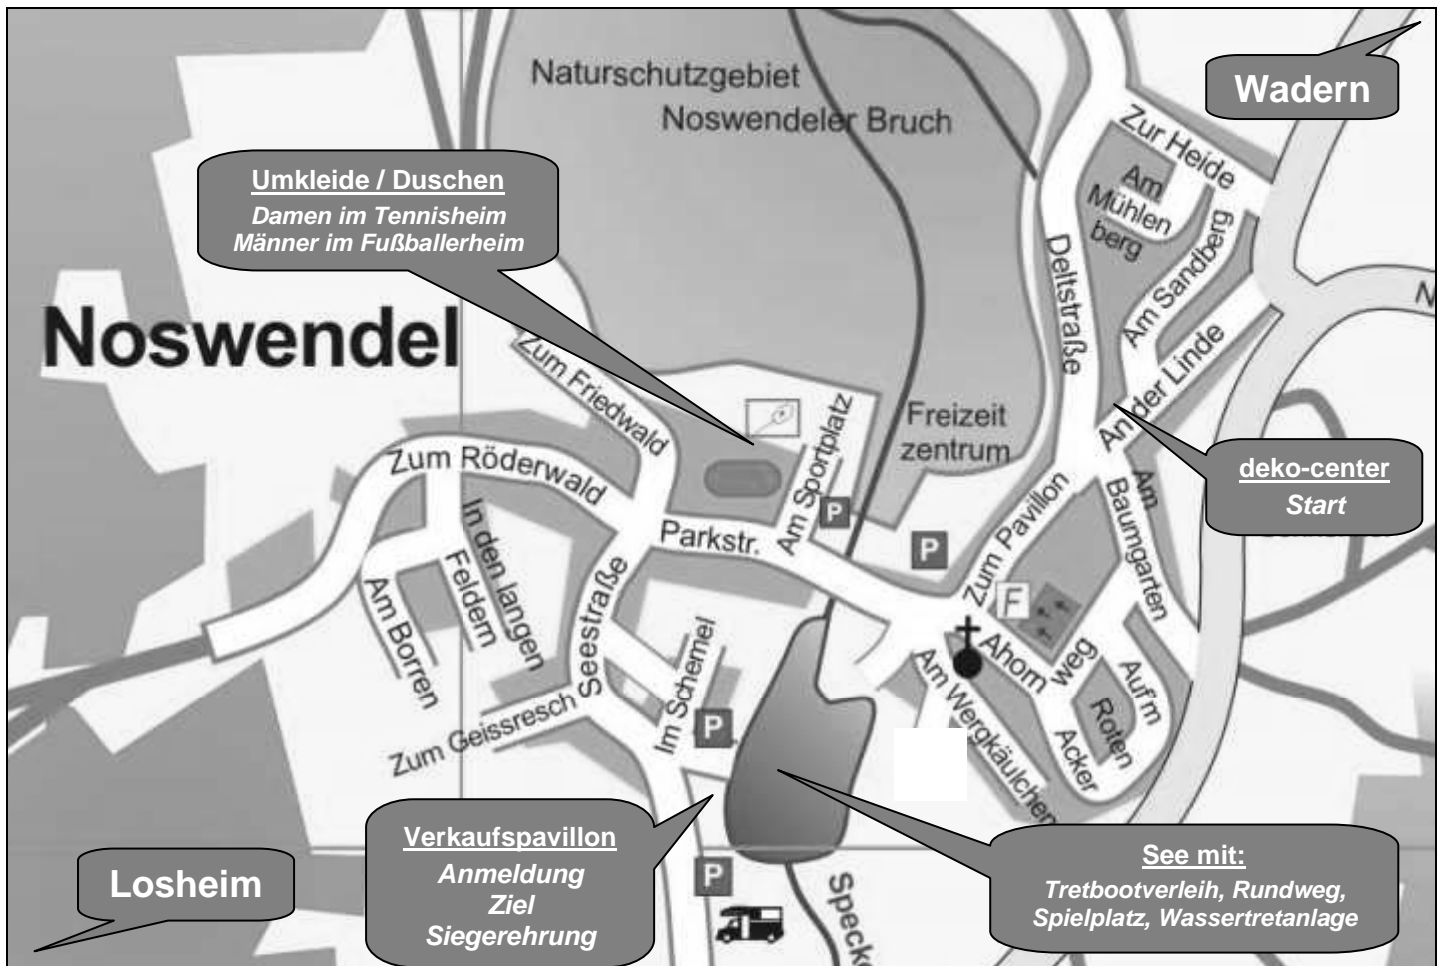 Naturschutzgebiet
Noswendeler Bruch
Wadern
Zur Heide
Am
Mühlen
berg
Umkleide / Duschen
Damen im Tennisheim
Männer im Fußballerheim
Deltstraße
Am Sandberg
Noswendel
Zum Friedwald
An der Linde
Freizeit
zentrum
Zum Röderwald
Am Sportplatz
deko-center
Start
In den langen
Feldern
Parkstr.
P
P
Zum Pavillon
Am
Baumgarten
Am Borren
Seestraße
F
Im Schemel
Ahorn
weg
Auf'm
Roten
Acker
Am Wergkäulchen
Zum Geissresch
P
Verkaufspavillon
Anmeldung
Ziel
Siegerehrung
See mit:
Tretbootverleih, Rundweg,
Spielplatz, Wassertretanlage
Losheim
P